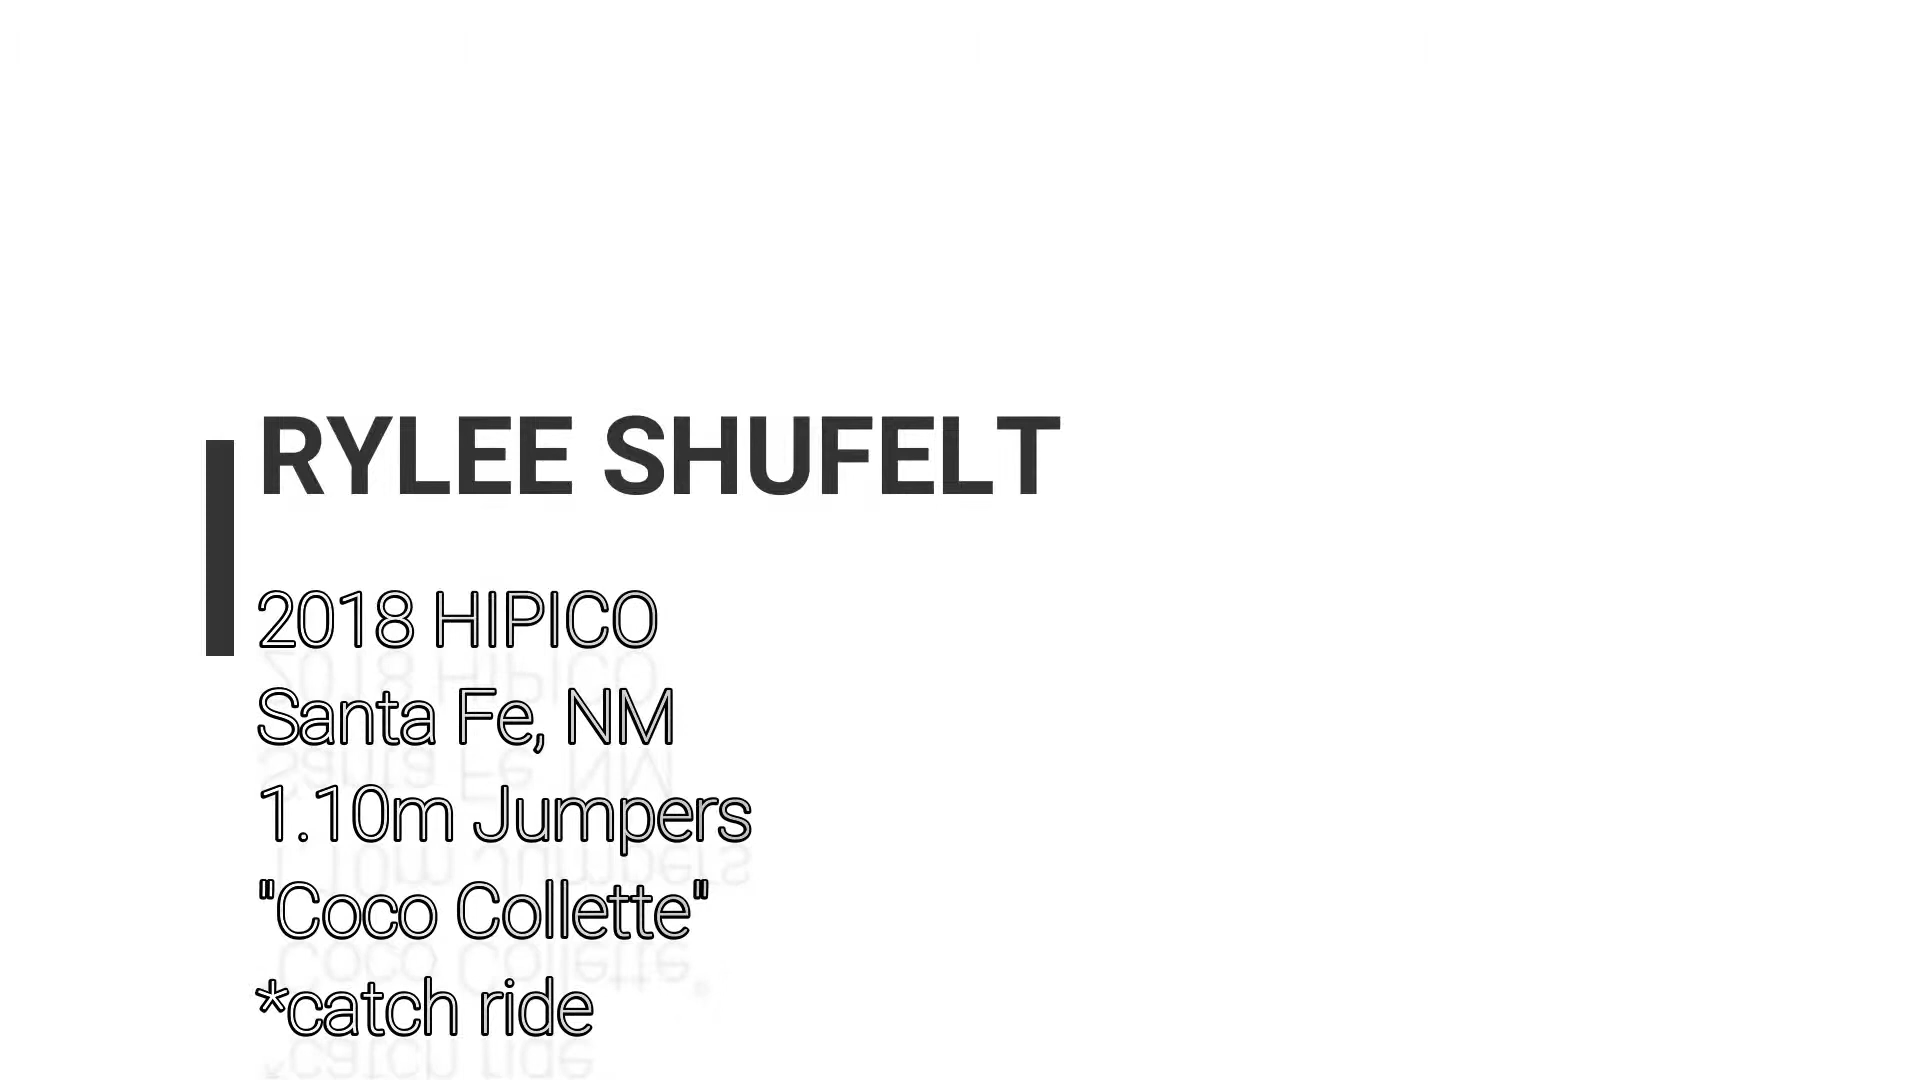 RYLEE SHUFELT
2018 HIPICO
Santa Fe, NM
1.10m Jumpers
"Coco Collette"
*catch ride